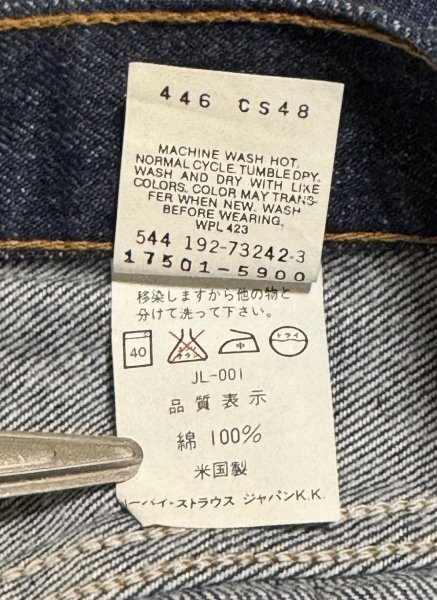 446 CS48
MACHINE WASH HOT.
NORMAL CYCLE. TUMBLE DPY.
WASH AND DRY WITH LIKE
COLORS. COLOR MAY TRANS-
FER WHEN NEW. WASH
BEFORE WEARING.
WPL 423
544 192-73242-3
17501-5900
移染しますから他の物と
分けて洗って下さい。
40
中
ドライ
JL-001
品質表示
綿 100%
米国製
ーバイ・ストラウス ジャパンK.K.